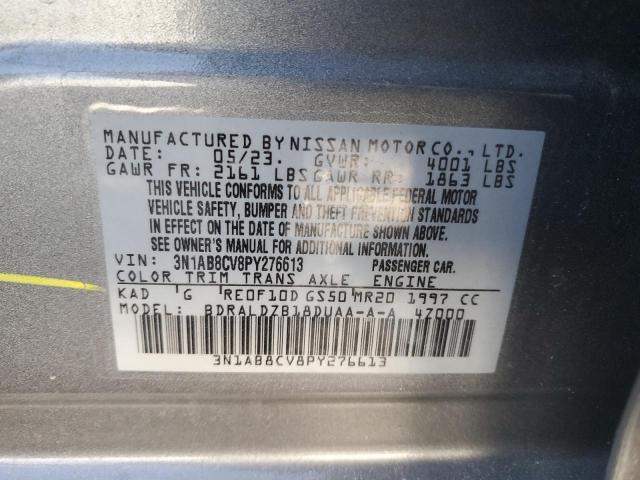 MANUFACTURED BY NISSAN MOTOR CO., LTD.
DATE: 05/23. GVWR: 4001 LBS
GAWR FR: 2161 LBS GAWR RR: 1863 LBS
THIS VEHICLE CONFORMS TO ALL APPLICABLE FEDERAL MOTOR
VEHICLE SAFETY, BUMPER AND THEFT PREVENTION STANDARDS
IN EFFECT ON THE DATE OF MANUFACTURE SHOWN ABOVE.
SEE OWNER'S MANUAL FOR ADDITIONAL INFORMATION.
VIN: 3N1AB8CV8PY276613 PASSENGER CAR.
COLOR TRIM TRANS AXLE ENGINE
KAD G RE0F10D GS50 MR20 1997 CC
MODEL: BDRALDZB18DUAA-A-A 4Z000
3N1AB8CV8PY276613